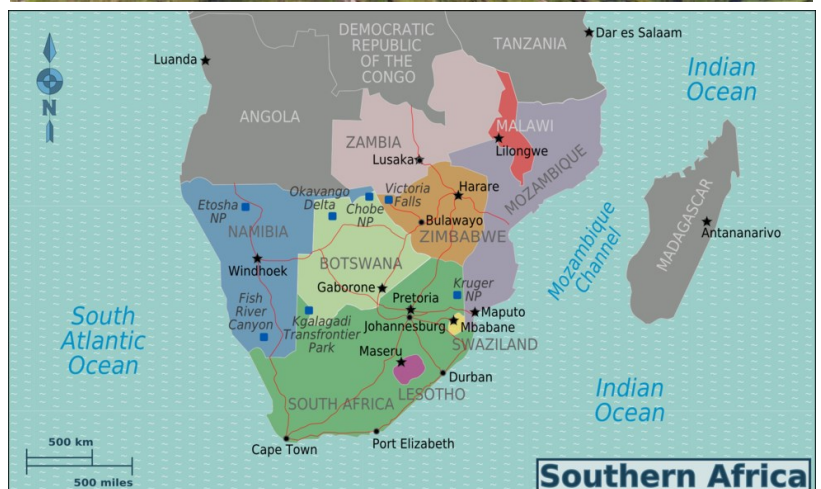 DEMOCRATIC
REPUBLIC
OF THE
CONGO
TANZANIA
Dar es Salaam
Luanda
Indian
Ocean
N
ANGOLA
MALAWI
ZAMBIA
Lilongwe
Lusaka
MOZAMBIQUE
Okavango
Delta
Victoria
Falls
Harare
Etosha
NP
Chobe
NP
MADAGASCAR
Bulawayo
NAMIBIA
ZIMBABWE
Antananarivo
Mozambique
Channel
BOTSWANA
Windhoek
Gaborone
Kruger
NP
Pretoria
Fish
River
Canyon
Maputo
South
Atlantic
Ocean
Kgalagadi
Transfrontier
Park
Johannesburg
Mbabane
SWAZILAND
Maseru
Durban
Indian
Ocean
LESOTHO
SOUTH AFRICA
Cape Town
Port Elizabeth
500 km
500 miles
Southern Africa